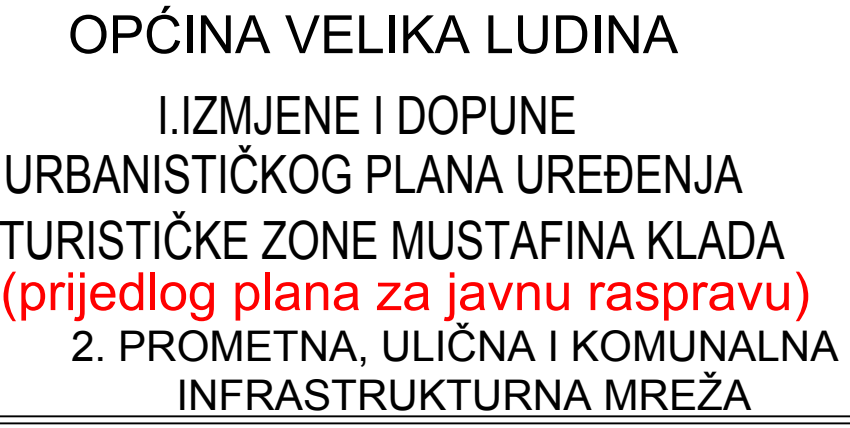 OPĆINA VELIKA LUDINA
I.IZMJENE I DOPUNE
URBANISTIČKOG PLANA UREĐENJA
TURISTIČKE ZONE MUSTAFINA KLADA
(prijedlog plana za javnu raspravu)
2. PROMETNA, ULIČNA I KOMUNALNA
INFRASTRUKTURNA MREŽA